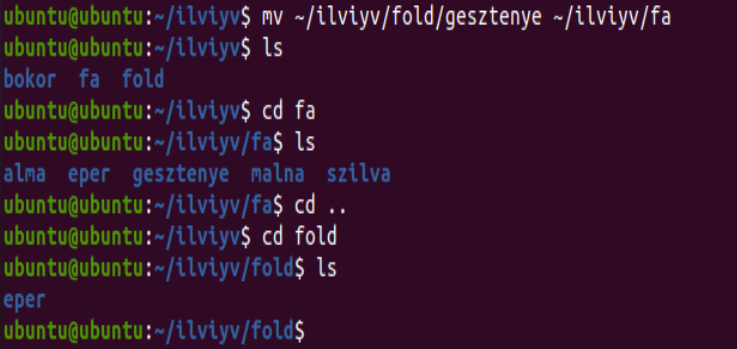 ubuntu@ubuntu:~/ilviyv$ mv ~/ilviyv/fold/gesztenye ~/ilviyv/fa
ubuntu@ubuntu:~/ilviyv$ ls
bokor  fa  fold
ubuntu@ubuntu:~/ilviyv$ cd fa
ubuntu@ubuntu:~/ilviyv/fa$ ls
alma  eper  gesztenye  malna  szilva
ubuntu@ubuntu:~/ilviyv/fa$ cd ..
ubuntu@ubuntu:~/ilviyv$ cd fold
ubuntu@ubuntu:~/ilviyv/fold$ ls
eper
ubuntu@ubuntu:~/ilviyv/fold$